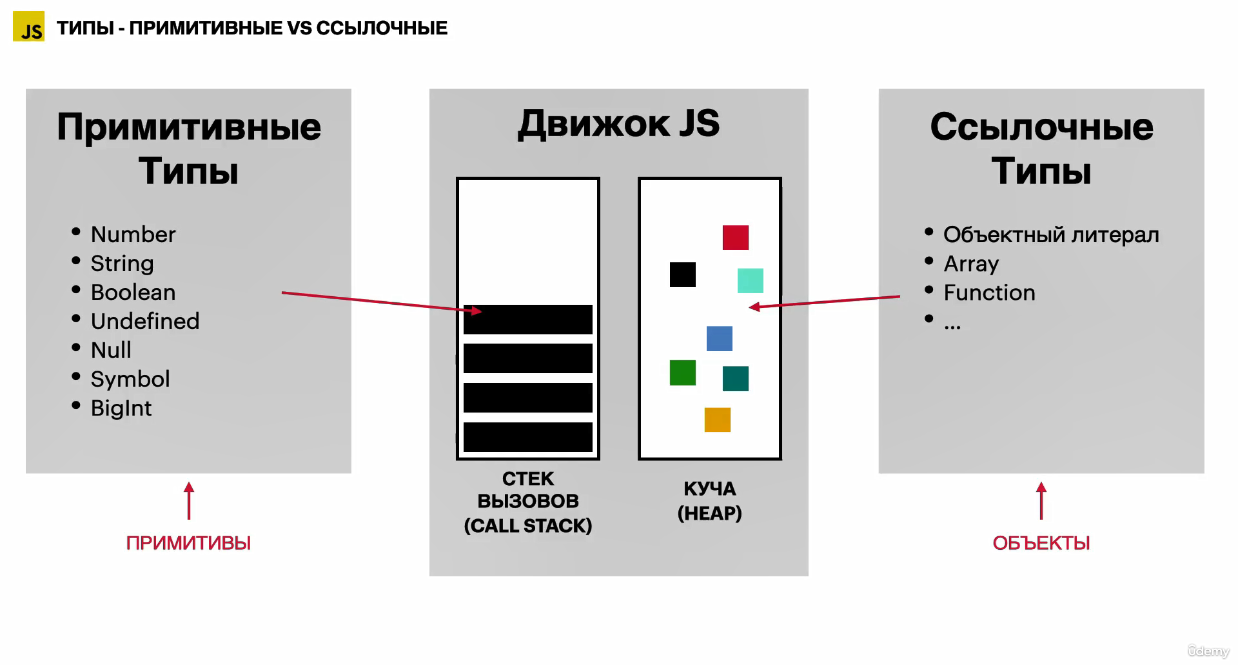 JS ТИПЫ - ПРИМИТИВНЫЕ VS ССЫЛОЧНЫЕ
Примитивные
Типы
• Number
• String
• Boolean
• Undefined
• Null
• Symbol
• BigInt
ПРИМИТИВЫ
Движок JS
СТЕК
ВЫЗОВОВ
(CALL STACK)
КУЧА
(HEAP)
Ссылочные
Типы
• Объектный литерал
• Array
• Function
• ...
ОБЪЕКТЫ
ûdemy